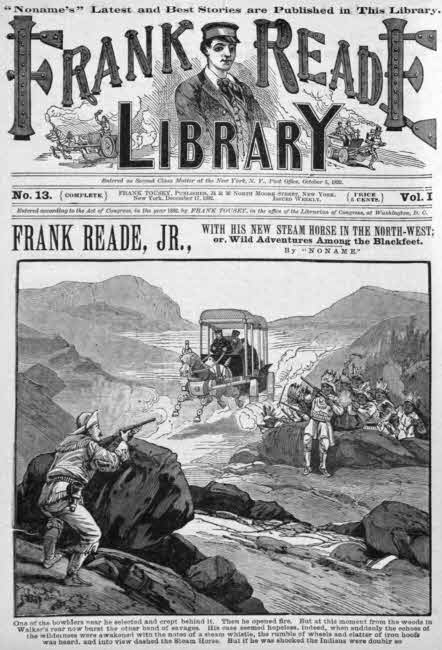 "Noname's" Latest and Best Stories are Published in This Library.
FRANK READE
LIBRARY
Entered as Second Class Matter at the New York, N. Y., Post Office, October 5, 1892.
No. 13. {COMPLETE.} FRANK TOUSEY, PUBLISHER, 34 & 36 NORTH MOORE STREET, NEW YORK. {PRICE 5 CENTS.} Vol. I
New York, December 17, 1892. ISSUED WEEKLY.
Entered according to the Act of Congress, in the year 1892, by FRANK TOUSEY, in the office of the Librarian of Congress, at Washington, D. C.
FRANK READE, JR., WITH HIS NEW STEAM HORSE IN THE NORTH-WEST;
or, Wild Adventures Among the Blackfeet.
By "NONAME."
One of the bowlders near he selected and crept behind it. Then he opened fire. But at this moment from the woods in
Walker's rear now burst the other band of savages. His case seemed hopeless, indeed, when suddenly the echoes of
the wilderness were awakened with the notes of a steam whistle, the rumble of wheels and clatter of iron hoofs
was heard, and into view dashed the Steam Horse. But if he was shocked the Indians were doubly so